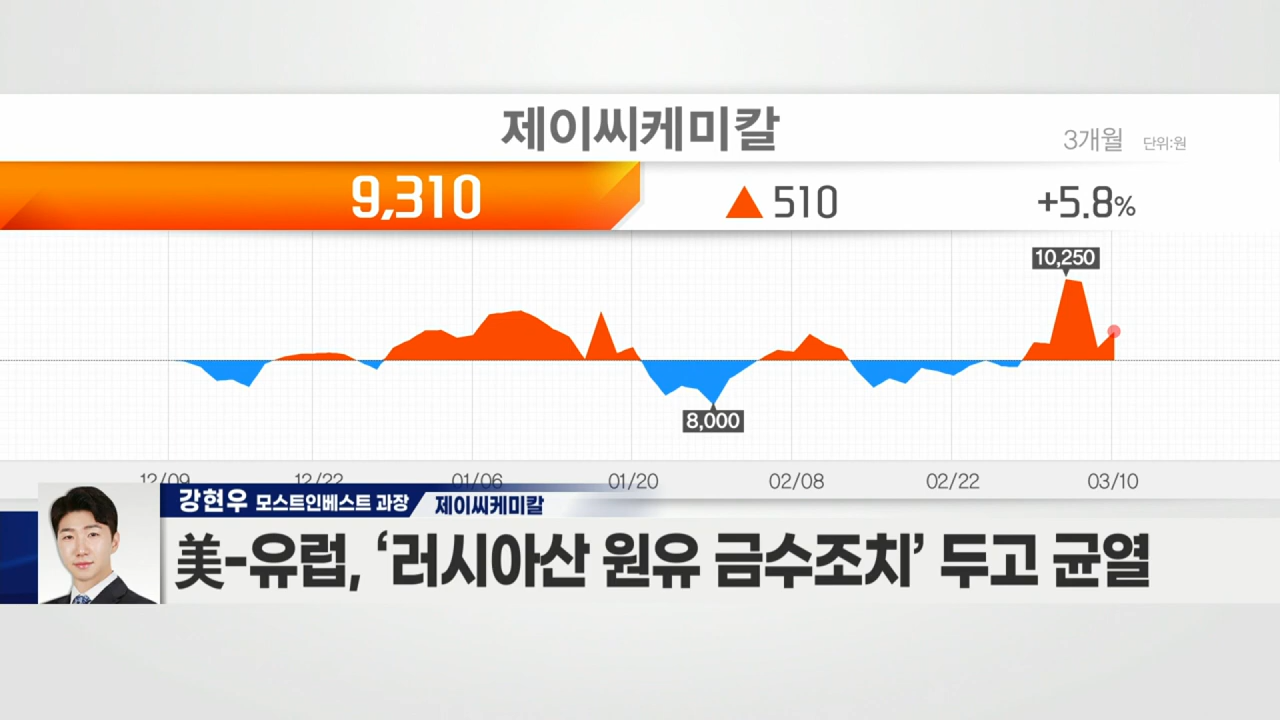 제이씨케미칼
3개월 단위:원
9,310 ▲ 510 +5.8%
10,250
8,000
12/09 12/22 01/06 01/20 02/08 02/22 03/10
강현우 모스트인베스트 과장 제이씨케미칼
美-유럽, ‘러시아산 원유 금수조치’ 두고 균열